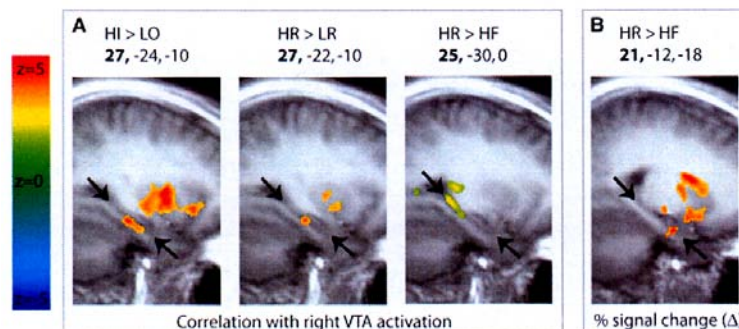 A
HI > LO
27, -24, -10
HR > LR
27, -22, -10
HR > HF
25, -30, 0
B
HR > HF
21, -12, -18
z=5
z=0
z=5
Correlation with right VTA activation
% signal change (Δ)